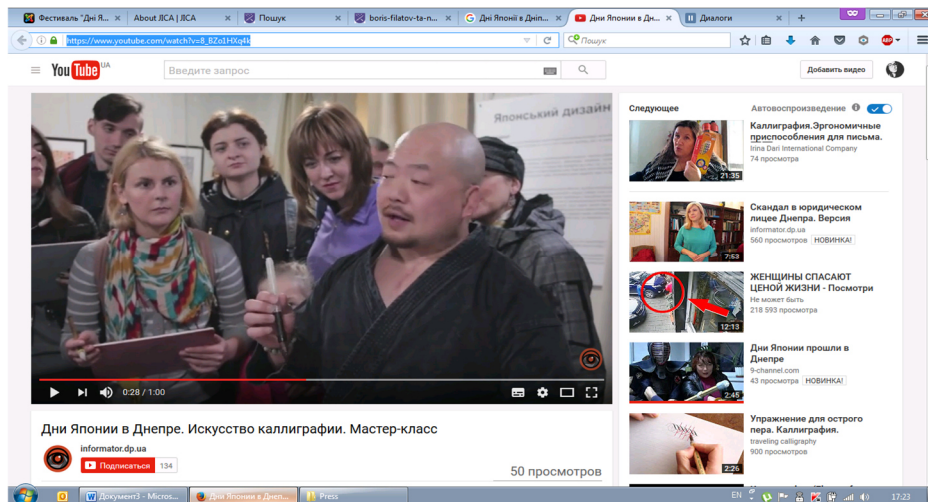 Фестиваль "Дні Я...
About JICA | JICA
Пошук
boris-filatov-ta-n...
Дні Японії в Дніп...
Дни Японии в Дн...
Диалоги
https://www.youtube.com/watch?v=8_BZo1HXq4k
Пошук
ABP
You Tube UA
Введите запрос
Добавить видео
Японський дизайн
0:28 / 1:00
Дни Японии в Днепре. Искусство каллиграфии. Мастер-класс
informator.dp.ua
Подписаться 134
50 просмотров
Следующее
Автовоспроизведение
Каллиграфия.Эргономичные
приспособления для письма.
Irina Dari International Company
74 просмотра
21:35
Скандал в юридическом
лицее Днепра. Версия
informator.dp.ua
560 просмотров НОВИНКА!
7:53
ЖЕНЩИНЫ СПАСАЮТ
ЦЕНОЙ ЖИЗНИ - Посмотри
Не может быть
218 593 просмотра
12:13
Дни Японии прошли в
Днепре
9-channel.com
43 просмотра НОВИНКА!
2:45
Упражнение для острого
пера. Каллиграфия.
traveling calligraphy
900 просмотров
2:26
Документ3 - Micros...
Дни Японии в Днеп...
Press
EN
17:23